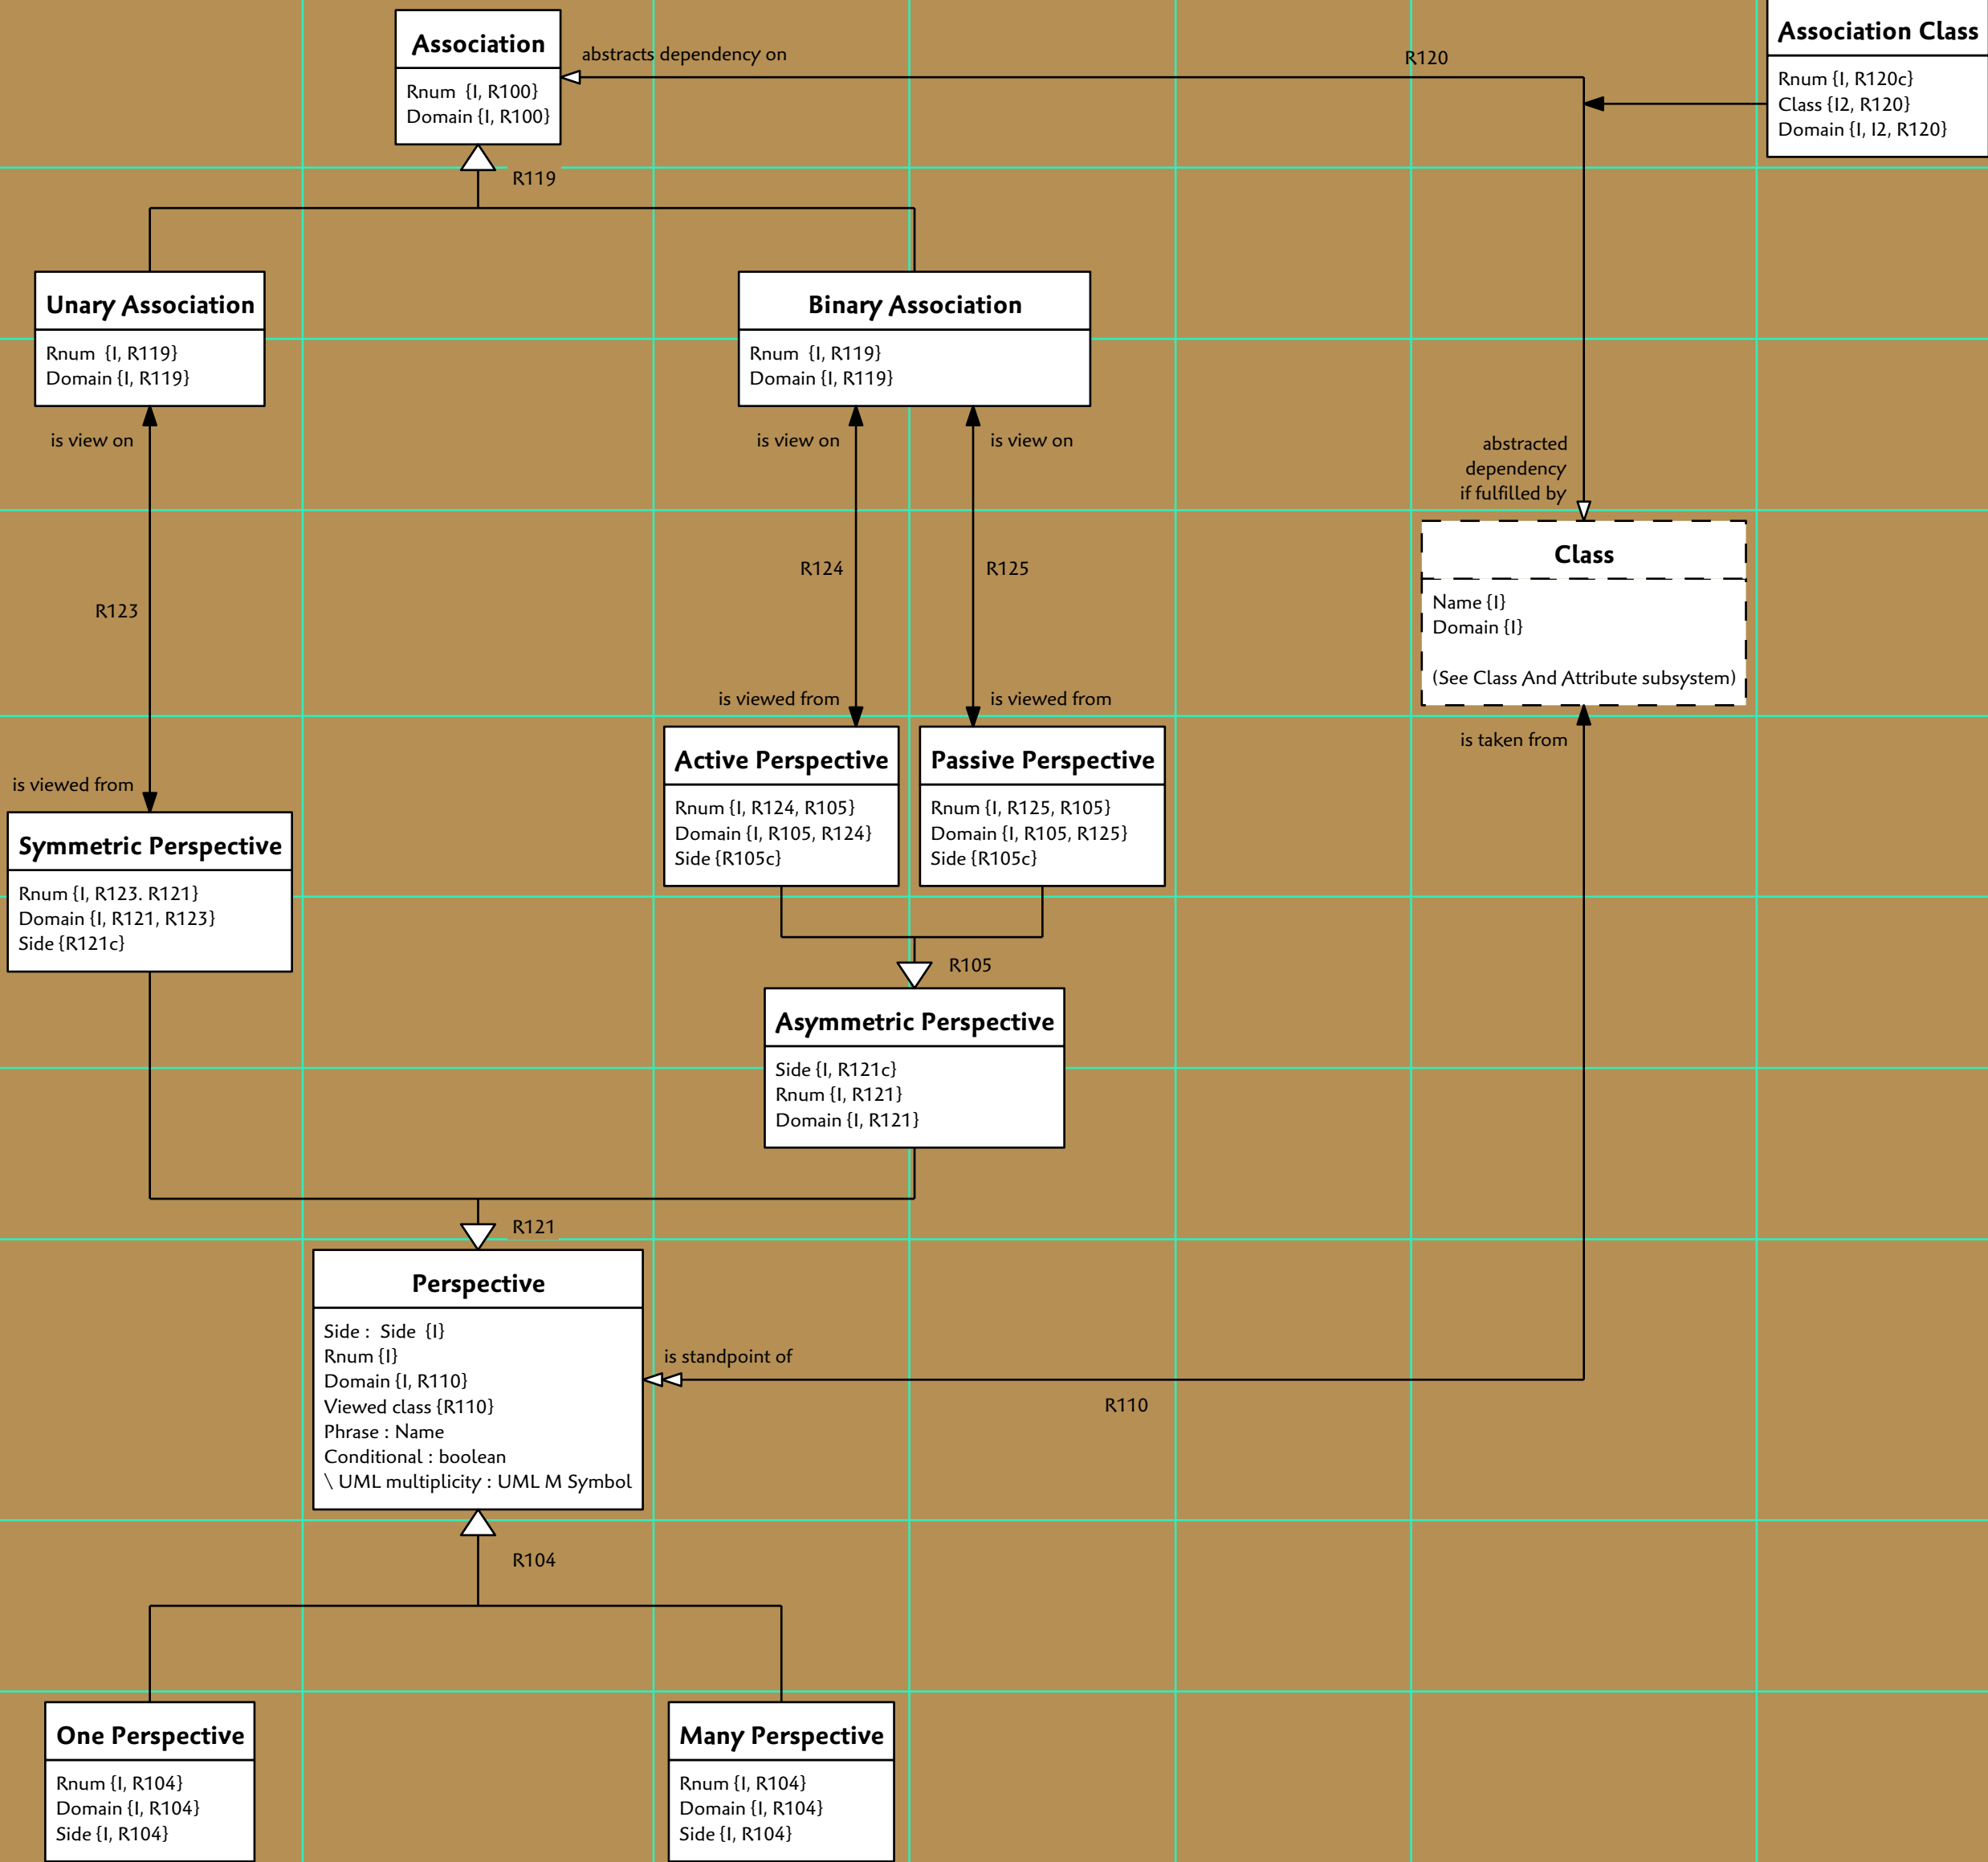 Association
Rnum {I, R100}
Domain {I, R100}
abstracts dependency on
R120
Association Class
Rnum {I, R120c}
Class {I2, R120}
Domain {I, I2, R120}
R119
Unary Association
Rnum {I, R119}
Domain {I, R119}
Binary Association
Rnum {I, R119}
Domain {I, R119}
is view on
is view on
is view on
abstracted
dependency
if fulfilled by
R123
R124
R125
Class
Name {I}
Domain {I}
(See Class And Attribute subsystem)
is viewed from
is viewed from
is viewed from
is taken from
Symmetric Perspective
Rnum {I, R123. R121}
Domain {I, R121, R123}
Side {R121c}
Active Perspective
Rnum {I, R124, R105}
Domain {I, R105, R124}
Side {R105c}
Passive Perspective
Rnum {I, R125, R105}
Domain {I, R105, R125}
Side {R105c}
R105
Asymmetric Perspective
Side {I, R121c}
Rnum {I, R121}
Domain {I, R121}
R121
Perspective
Side : Side {I}
Rnum {I}
Domain {I, R110}
Viewed class {R110}
Phrase : Name
Conditional : boolean
\ UML multiplicity : UML M Symbol
is standpoint of
R110
R104
One Perspective
Rnum {I, R104}
Domain {I, R104}
Side {I, R104}
Many Perspective
Rnum {I, R104}
Domain {I, R104}
Side {I, R104}